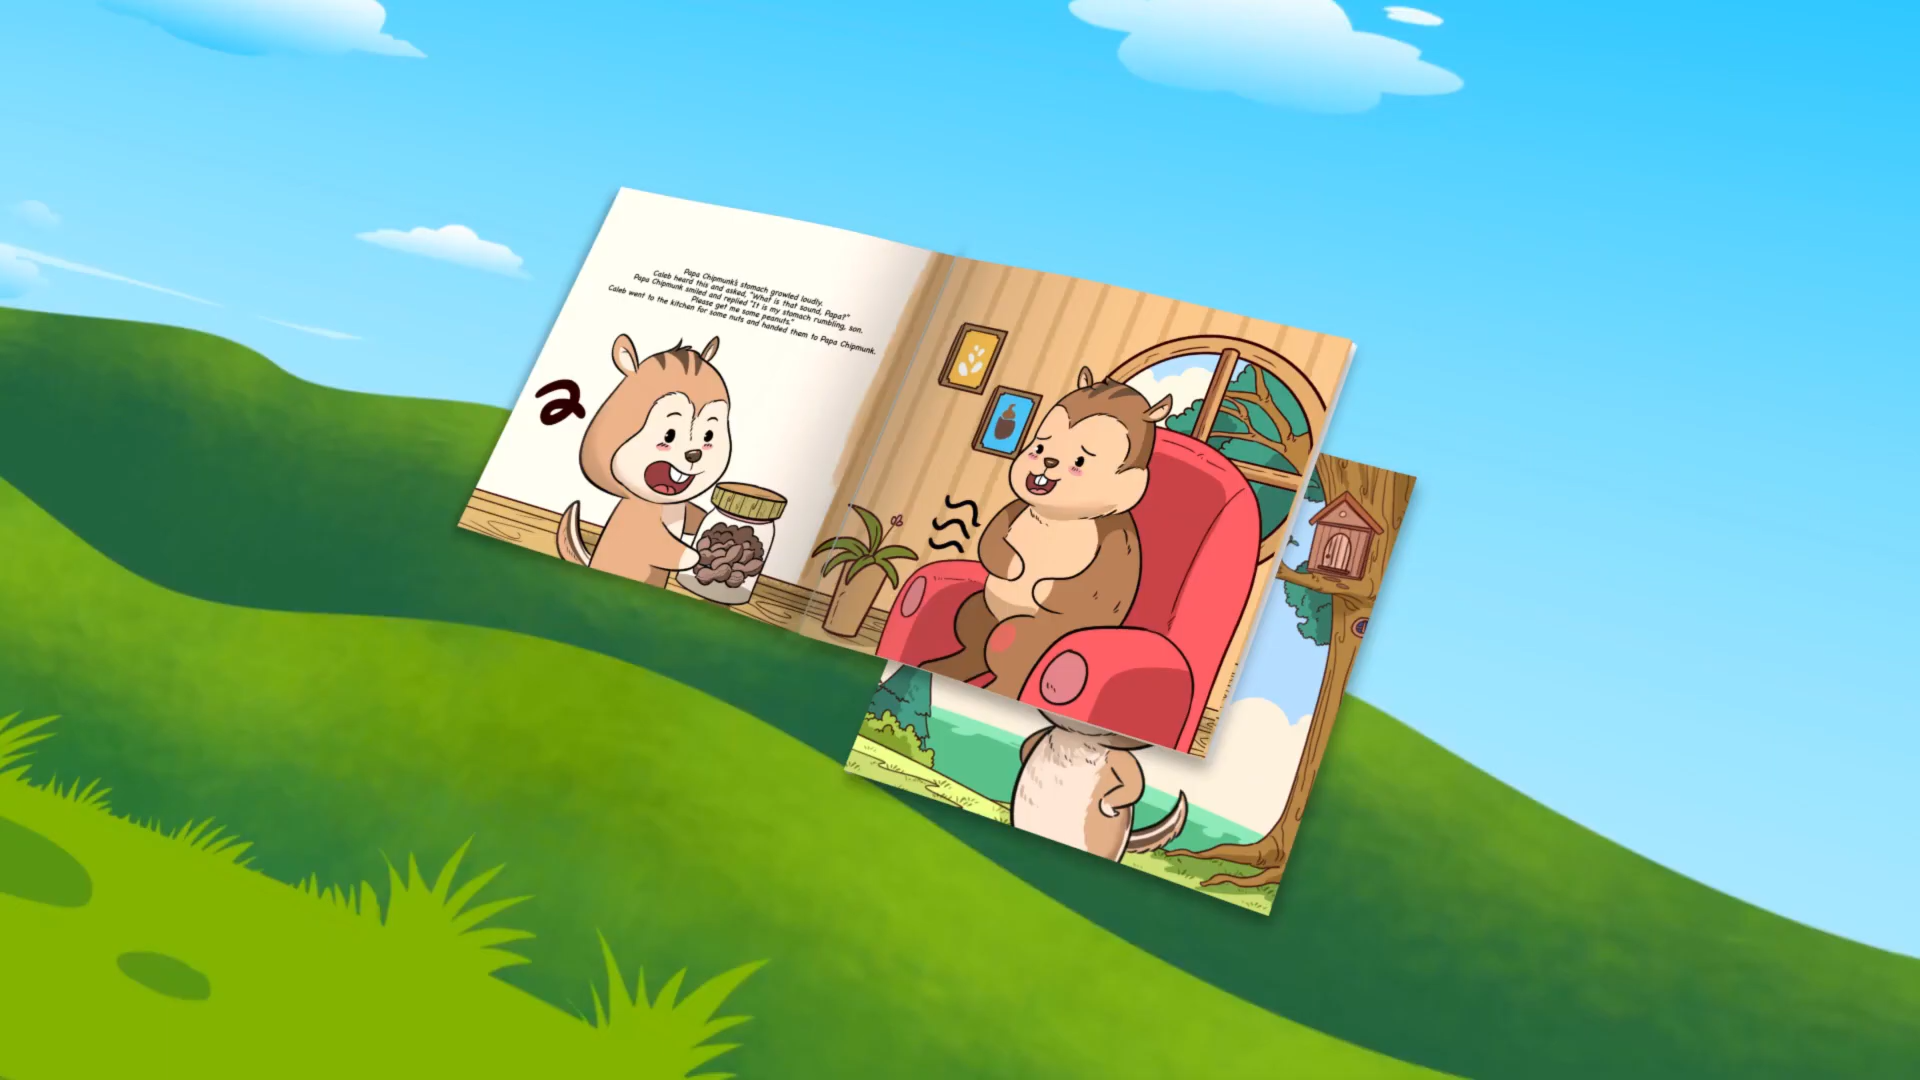 Papa Chipmunk's stomach growled loudly.
Caleb heard this and asked, "What is that sound, Papa?"
Papa Chipmunk smiled and replied "It is my stomach rumbling, son.
Please get me some peanuts."
Caleb went to the kitchen for some nuts and handed them to Papa Chipmunk.